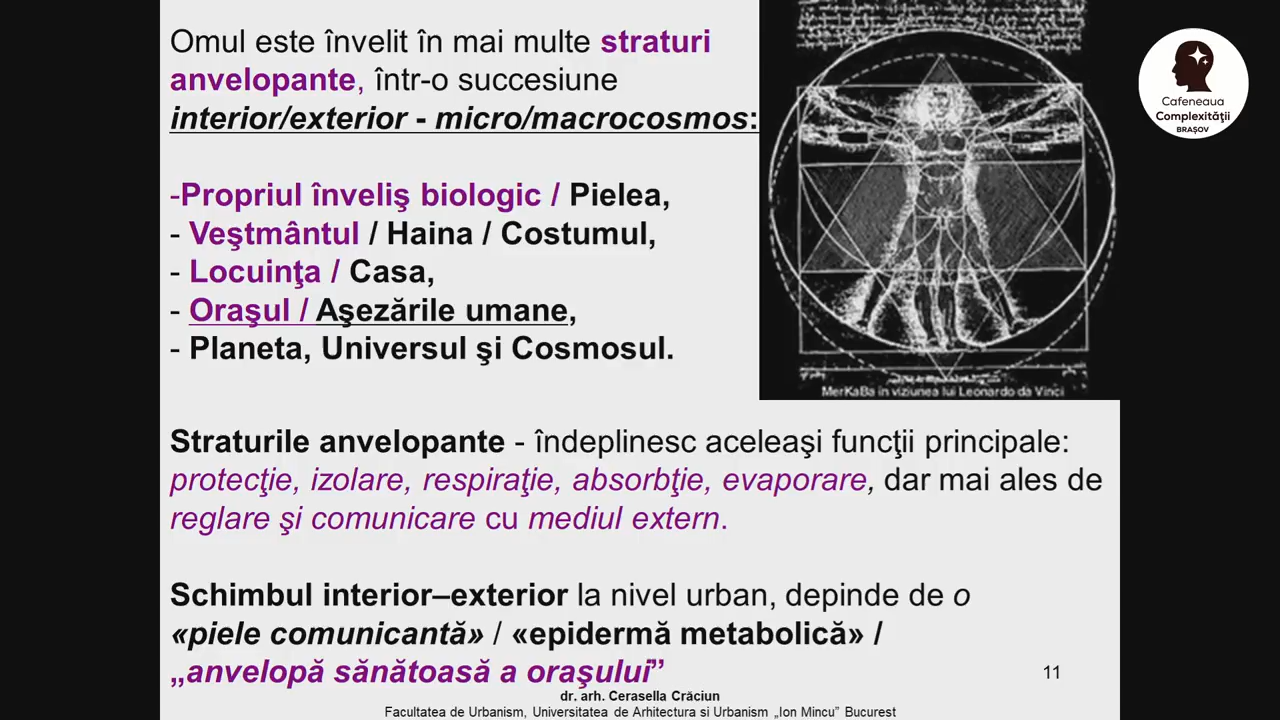 Omul este învelit în mai multe straturi
anvelopante, într-o succesiune
interior/exterior - micro/macrocosmos:
-Propriul înveliş biologic / Pielea,
- Veştmântul / Haina / Costumul,
- Locuinţa / Casa,
- Oraşul / Aşezările umane,
- Planeta, Universul şi Cosmosul.
MerKaBa in viziunea lui Leonardo da Vinci
Cafeneaua
Complexităţii
BRAŞOV
Straturile anvelopante - îndeplinesc aceleaşi funcţii principale:
protecţie, izolare, respiraţie, absorbţie, evaporare, dar mai ales de
reglare şi comunicare cu mediul extern.
Schimbul interior–exterior la nivel urban, depinde de o
«piele comunicantă» / «epidermă metabolică» /
„anvelopă sănătoasă a oraşului”
11
dr. arh. Cerasella Crăciun
Facultatea de Urbanism, Universitatea de Arhitectura si Urbanism „Ion Mincu” Bucurest